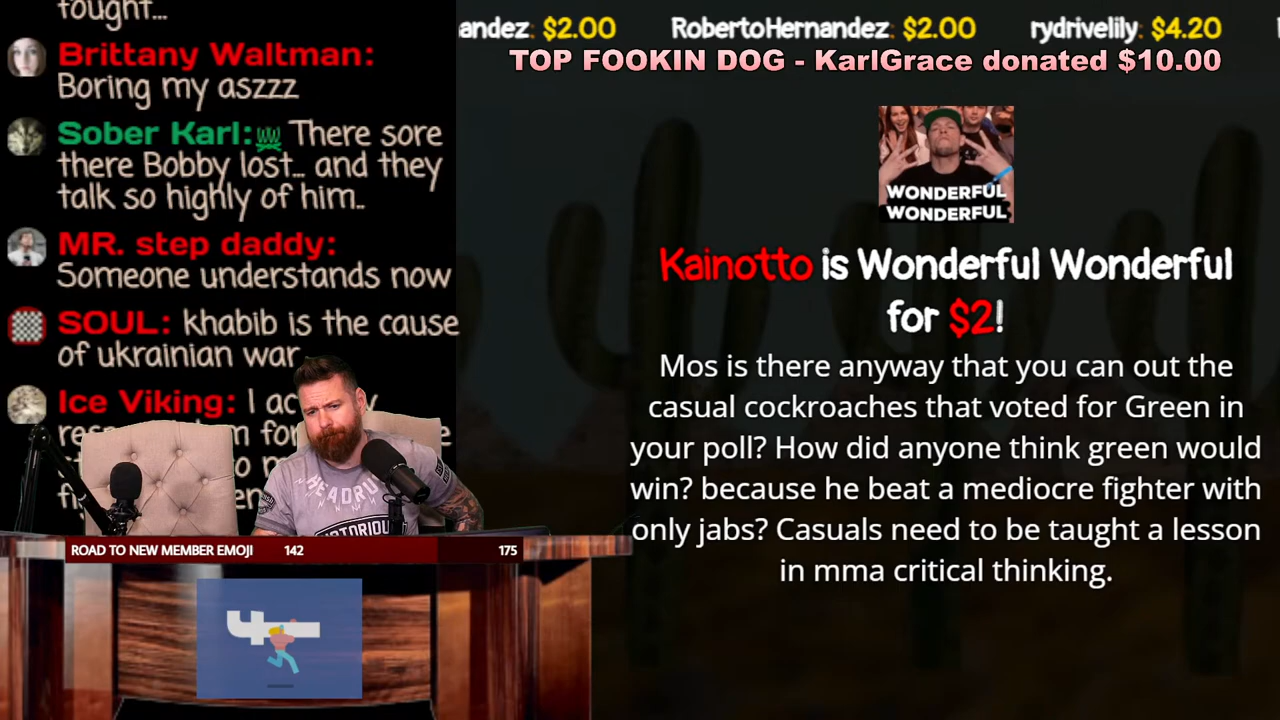 fought...
Brittany Waltman:
Boring my aszzz
Sober Karl: There sore
there Bobby lost... and they
talk so highly of him..
MR. step daddy:
Someone understands now
SOUL: khabib is the cause
of ukrainian war
Ice Viking: I
andez: $2.00 RobertoHernandez: $2.00 rydrivelily: $4.20
TOP FOOKIN DOG - KarlGrace donated $10.00
WONDERFUL
WONDERFUL
Kainotto is Wonderful Wonderful
for $2!
Mos is there anyway that you can out the
casual cockroaches that voted for Green in
your poll? How did anyone think green would
win? because he beat a mediocre fighter with
only jabs? Casuals need to be taught a lesson
in mma critical thinking.
HEADRU
NOTORIOU
ROAD TO NEW MEMBER EMOJI 142 175